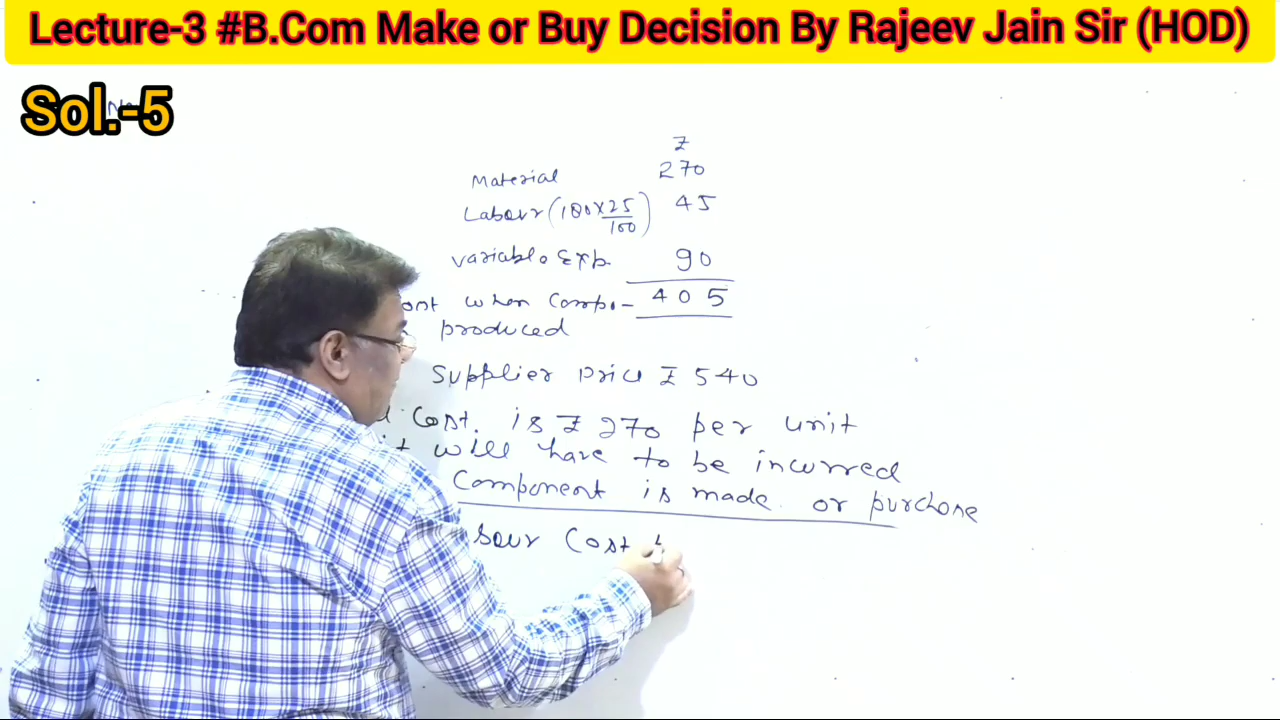 Lecture-3 #B.Com Make or Buy Decision By Rajeev Jain Sir (HOD)
Sol.-5
₹
Material 270
Labour (180 × 25/100) 45
variable Exp. 90
when Compo- 405
produced
Supplier Price ₹ 540
Cost. is ₹ 270 per unit
will have to be incurred
Component is made or purchase
Cost